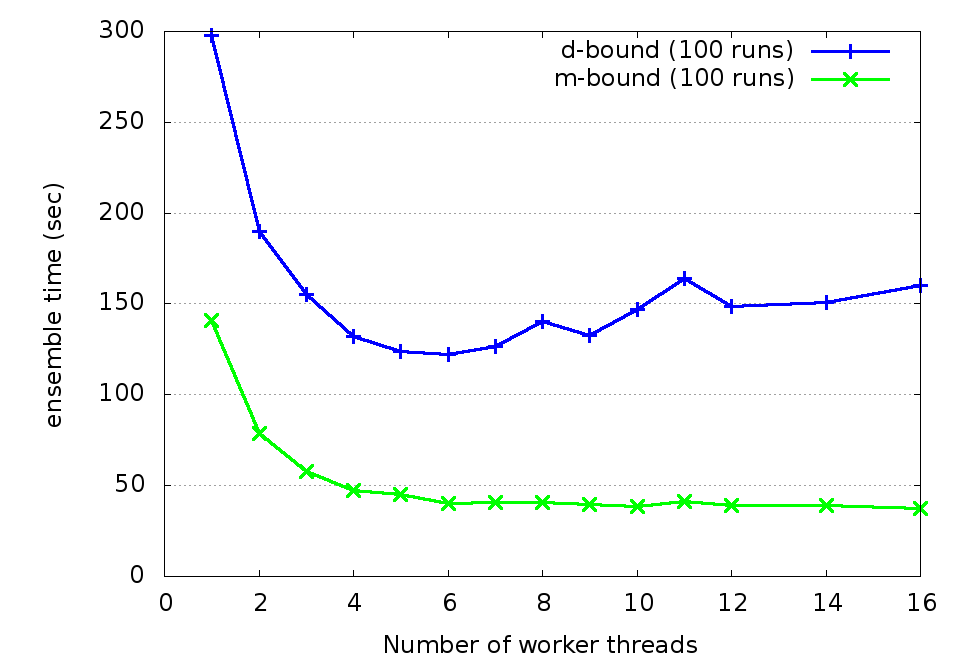 300
250
200
150
100
50
0
ensemble time (sec)
d-bound (100 runs)
m-bound (100 runs)
0 2 4 6 8 10 12 14 16
Number of worker threads